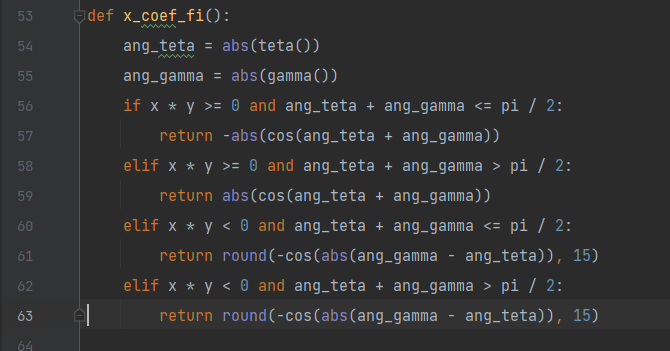 53 def x_coef_fi():
54 ang_teta = abs(teta())
55 ang_gamma = abs(gamma())
56 if x * y >= 0 and ang_teta + ang_gamma <= pi / 2:
57 return -abs(cos(ang_teta + ang_gamma))
58 elif x * y >= 0 and ang_teta + ang_gamma > pi / 2:
59 return abs(cos(ang_teta + ang_gamma))
60 elif x * y < 0 and ang_teta + ang_gamma <= pi / 2:
61 return round(-cos(abs(ang_gamma - ang_teta)), 15)
62 elif x * y < 0 and ang_teta + ang_gamma > pi / 2:
63 return round(-cos(abs(ang_gamma - ang_teta)), 15)
64